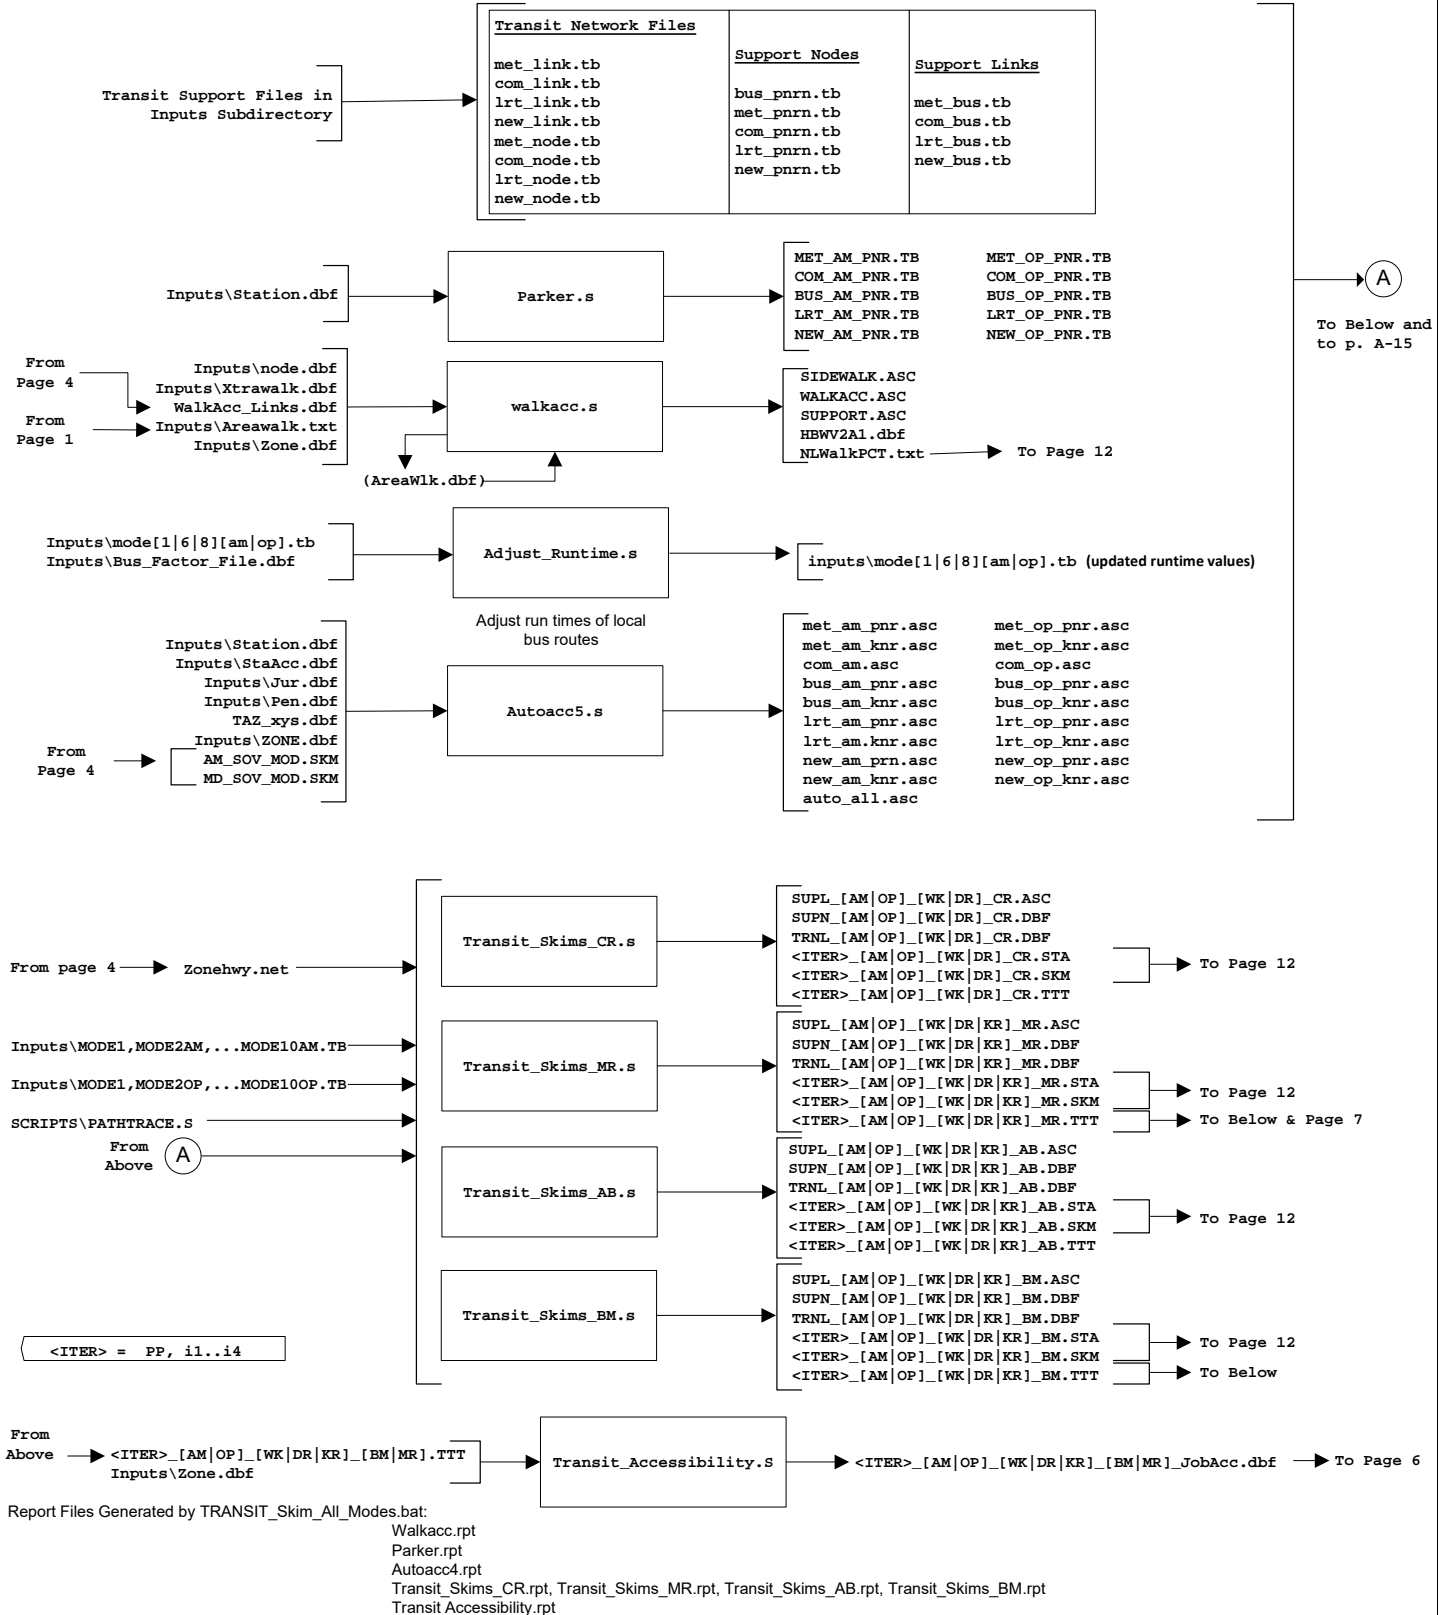 Transit Support Files in
Inputs Subdirectory
Transit Network Files
met_link.tb
com_link.tb
lrt_link.tb
new_link.tb
met_node.tb
com_node.tb
lrt_node.tb
new_node.tb
Support Nodes
bus_pnrn.tb
met_pnrn.tb
com_pnrn.tb
lrt_pnrn.tb
new_pnrn.tb
Support Links
met_bus.tb
com_bus.tb
lrt_bus.tb
new_bus.tb
A
To Below and
to p. A-15
Inputs\Station.dbf
Parker.s
MET_AM_PNR.TB MET_OP_PNR.TB
COM_AM_PNR.TB COM_OP_PNR.TB
BUS_AM_PNR.TB BUS_OP_PNR.TB
LRT_AM_PNR.TB LRT_OP_PNR.TB
NEW_AM_PNR.TB NEW_OP_PNR.TB
From
Page 4
From
Page 1
Inputs\node.dbf
Inputs\Xtrawalk.dbf
WalkAcc_Links.dbf
Inputs\Areawalk.txt
Inputs\Zone.dbf
walkacc.s
(AreaWlk.dbf)
SIDEWALK.ASC
WALKACC.ASC
SUPPORT.ASC
HBWV2A1.dbf
NLWalkPCT.txt
To Page 12
Inputs\mode[1|6|8][am|op].tb
Inputs\Bus_Factor_File.dbf
Adjust_Runtime.s
inputs\mode[1|6|8][am|op].tb (updated runtime values)
Adjust run times of local
bus routes
Inputs\Station.dbf
Inputs\StaAcc.dbf
Inputs\Jur.dbf
Inputs\Pen.dbf
TAZ_xys.dbf
Inputs\ZONE.dbf
AM_SOV_MOD.SKM
MD_SOV_MOD.SKM
From
Page 4
Autoacc5.s
met_am_pnr.asc met_op_pnr.asc
met_am_knr.asc met_op_knr.asc
com_am.asc com_op.asc
bus_am_pnr.asc bus_op_pnr.asc
bus_am_knr.asc bus_op_knr.asc
lrt_am_pnr.asc lrt_op_pnr.asc
lrt_am.knr.asc lrt_op_knr.asc
new_am_prn.asc new_op_pnr.asc
new_am_knr.asc new_op_knr.asc
auto_all.asc
From page 4
Zonehwy.net
Inputs\MODE1,MODE2AM,...MODE10AM.TB
Inputs\MODE1,MODE2OP,...MODE10OP.TB
SCRIPTS\PATHTRACE.S
From
Above
A
<ITER> = PP, i1..i4
Transit_Skims_CR.s
SUPL_[AM|OP]_[WK|DR]_CR.ASC
SUPN_[AM|OP]_[WK|DR]_CR.DBF
TRNL_[AM|OP]_[WK|DR]_CR.DBF
<ITER>_[AM|OP]_[WK|DR]_CR.STA
<ITER>_[AM|OP]_[WK|DR]_CR.SKM
<ITER>_[AM|OP]_[WK|DR]_CR.TTT
To Page 12
Transit_Skims_MR.s
SUPL_[AM|OP]_[WK|DR|KR]_MR.ASC
SUPN_[AM|OP]_[WK|DR|KR]_MR.DBF
TRNL_[AM|OP]_[WK|DR|KR]_MR.DBF
<ITER>_[AM|OP]_[WK|DR|KR]_MR.STA
<ITER>_[AM|OP]_[WK|DR|KR]_MR.SKM
<ITER>_[AM|OP]_[WK|DR|KR]_MR.TTT
To Page 12
To Below & Page 7
Transit_Skims_AB.s
SUPL_[AM|OP]_[WK|DR|KR]_AB.ASC
SUPN_[AM|OP]_[WK|DR|KR]_AB.DBF
TRNL_[AM|OP]_[WK|DR|KR]_AB.DBF
<ITER>_[AM|OP]_[WK|DR|KR]_AB.STA
<ITER>_[AM|OP]_[WK|DR|KR]_AB.SKM
<ITER>_[AM|OP]_[WK|DR|KR]_AB.TTT
To Page 12
Transit_Skims_BM.s
SUPL_[AM|OP]_[WK|DR|KR]_BM.ASC
SUPN_[AM|OP]_[WK|DR|KR]_BM.DBF
TRNL_[AM|OP]_[WK|DR|KR]_BM.DBF
<ITER>_[AM|OP]_[WK|DR|KR]_BM.STA
<ITER>_[AM|OP]_[WK|DR|KR]_BM.SKM
<ITER>_[AM|OP]_[WK|DR|KR]_BM.TTT
To Page 12
To Below
From
Above
<ITER>_[AM|OP]_[WK|DR|KR]_[BM|MR].TTT
Inputs\Zone.dbf
Transit_Accessibility.S
<ITER>_[AM|OP]_[WK|DR|KR]_[BM|MR]_JobAcc.dbf
To Page 6
Report Files Generated by TRANSIT_Skim_All_Modes.bat:
Walkacc.rpt
Parker.rpt
Autoacc4.rpt
Transit_Skims_CR.rpt, Transit_Skims_MR.rpt, Transit_Skims_AB.rpt, Transit_Skims_BM.rpt
Transit Accessibility.rpt